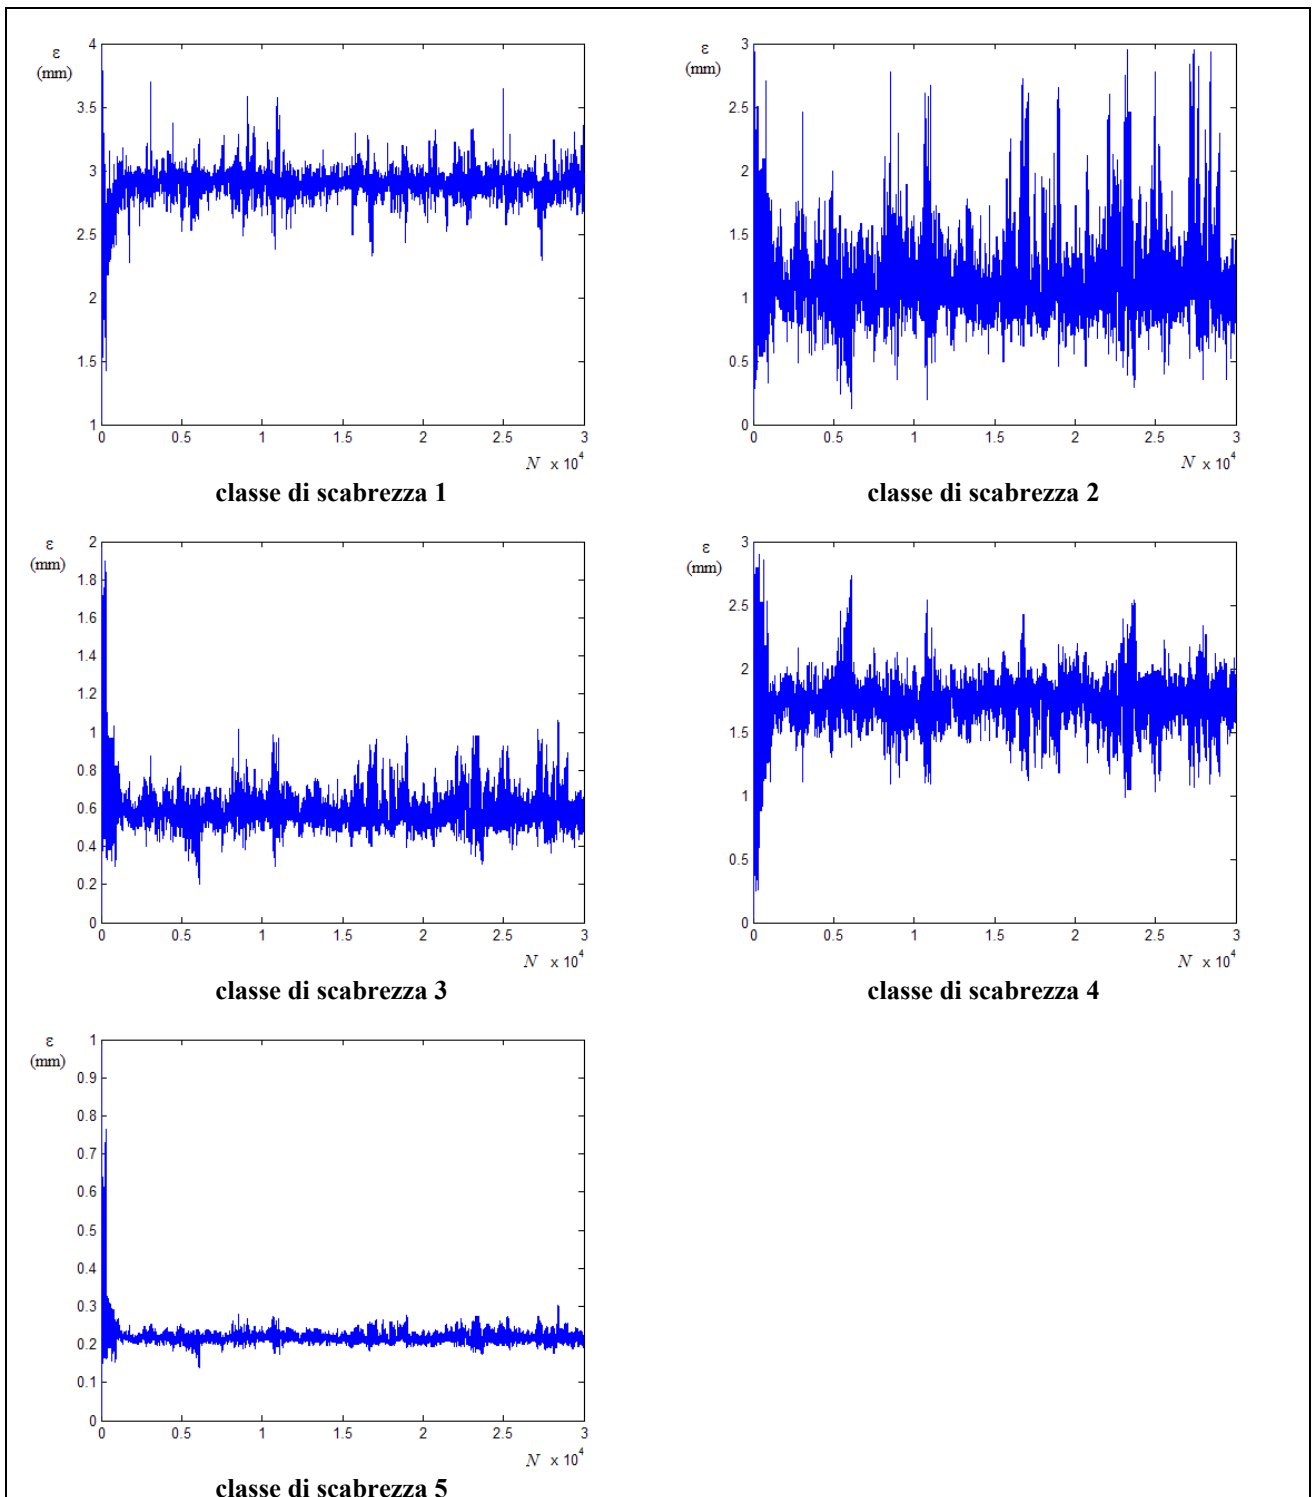 ε
(mm)
4
3.5
3
2.5
2
1.5
1
0 0.5 1 1.5 2 2.5 3
N x 10^4
classe di scabrezza 1
ε
(mm)
3
2.5
2
1.5
1
0.5
0
0 0.5 1 1.5 2 2.5 3
N x 10^4
classe di scabrezza 2
ε
(mm)
2
1.8
1.6
1.4
1.2
1
0.8
0.6
0.4
0.2
0
0 0.5 1 1.5 2 2.5 3
N x 10^4
classe di scabrezza 3
ε
(mm)
3
2.5
2
1.5
1
0.5
0
0 0.5 1 1.5 2 2.5 3
N x 10^4
classe di scabrezza 4
ε
(mm)
1
0.9
0.8
0.7
0.6
0.5
0.4
0.3
0.2
0.1
0
0 0.5 1 1.5 2 2.5 3
N x 10^4
classe di scabrezza 5